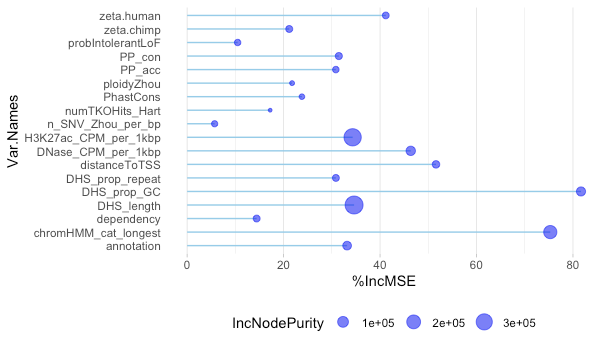 zeta.human
zeta.chimp
probIntolerantLoF
PP_con
PP_acc
ploidyZhou
PhastCons
numTKOHits_Hart
n_SNV_Zhou_per_bp
H3K27ac_CPM_per_1kbp
DNase_CPM_per_1kbp
distanceToTSS
DHS_prop_repeat
DHS_prop_GC
DHS_length
dependency
chromHMM_cat_longest
annotation
Var.Names
0 20 40 60 80
%IncMSE
IncNodePurity 1e+05 2e+05 3e+05